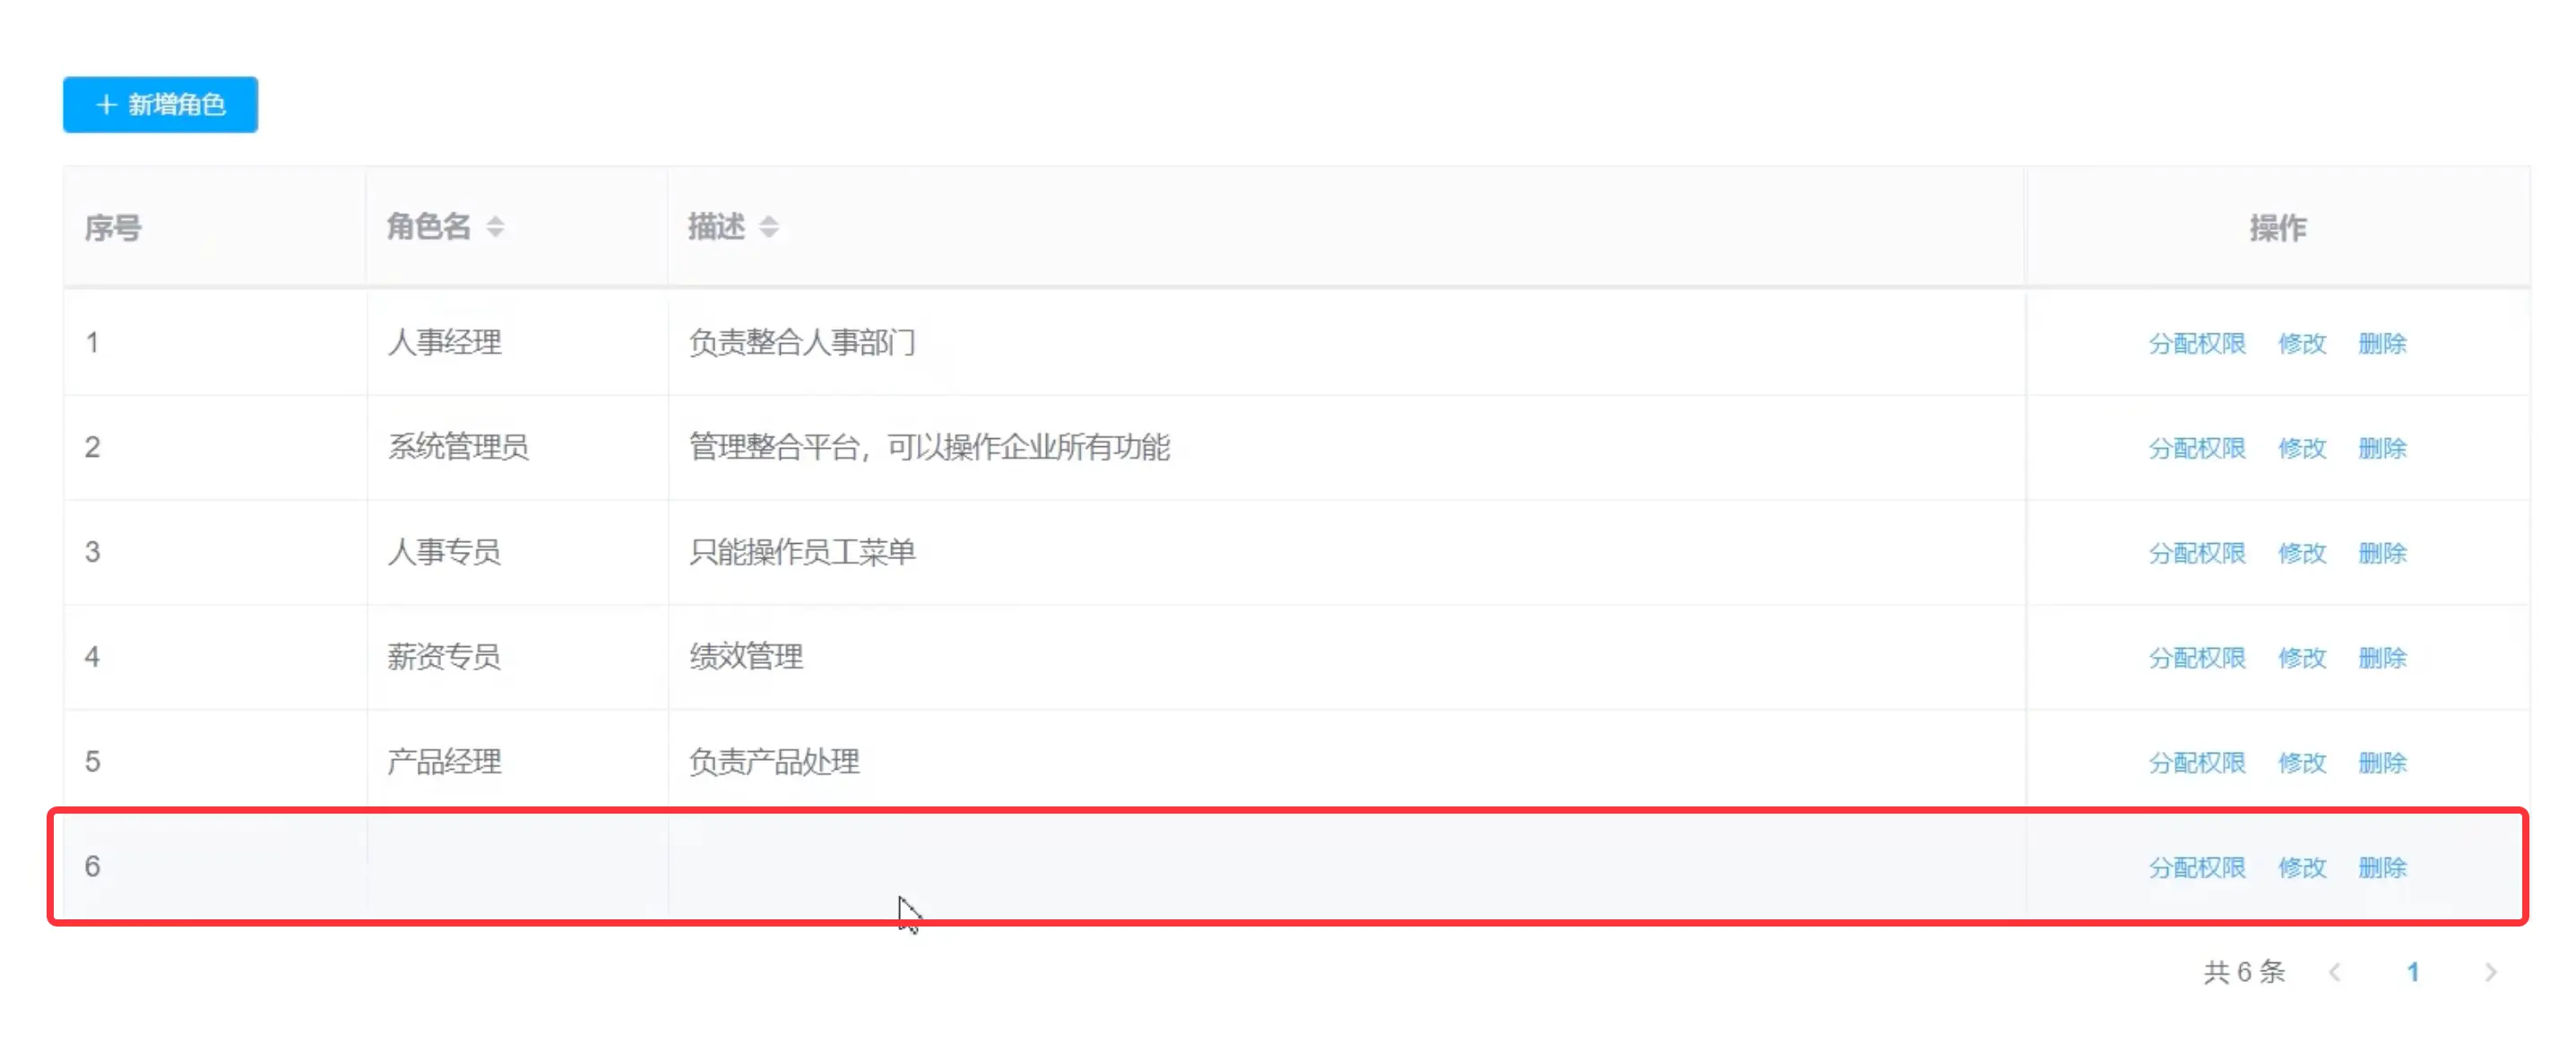 + 新增角色
序号 角色名 描述 操作
1 人事经理 负责整合人事部门 分配权限 修改 删除
2 系统管理员 管理整合平台，可以操作企业所有功能 分配权限 修改 删除
3 人事专员 只能操作员工菜单 分配权限 修改 删除
4 薪资专员 绩效管理 分配权限 修改 删除
5 产品经理 负责产品处理 分配权限 修改 删除
6 分配权限 修改 删除
共 6 条 < 1 >